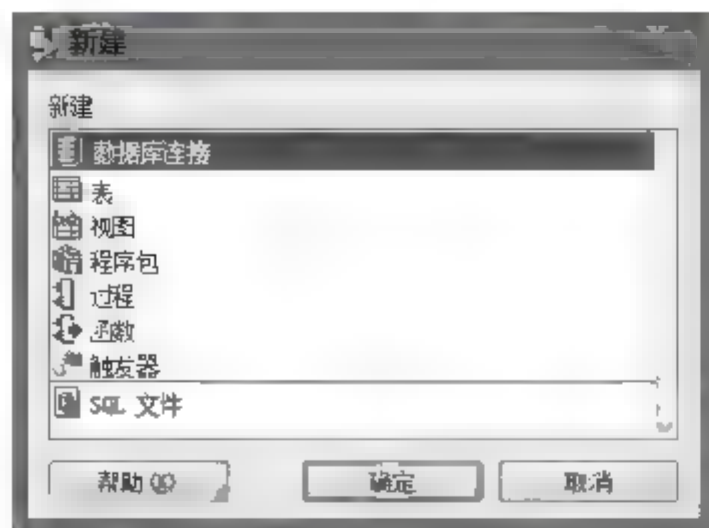 新建
新建
数据库连接
表
视图
程序包
过程
函数
触发器
SQL 文件
帮助(H)
确定
取消